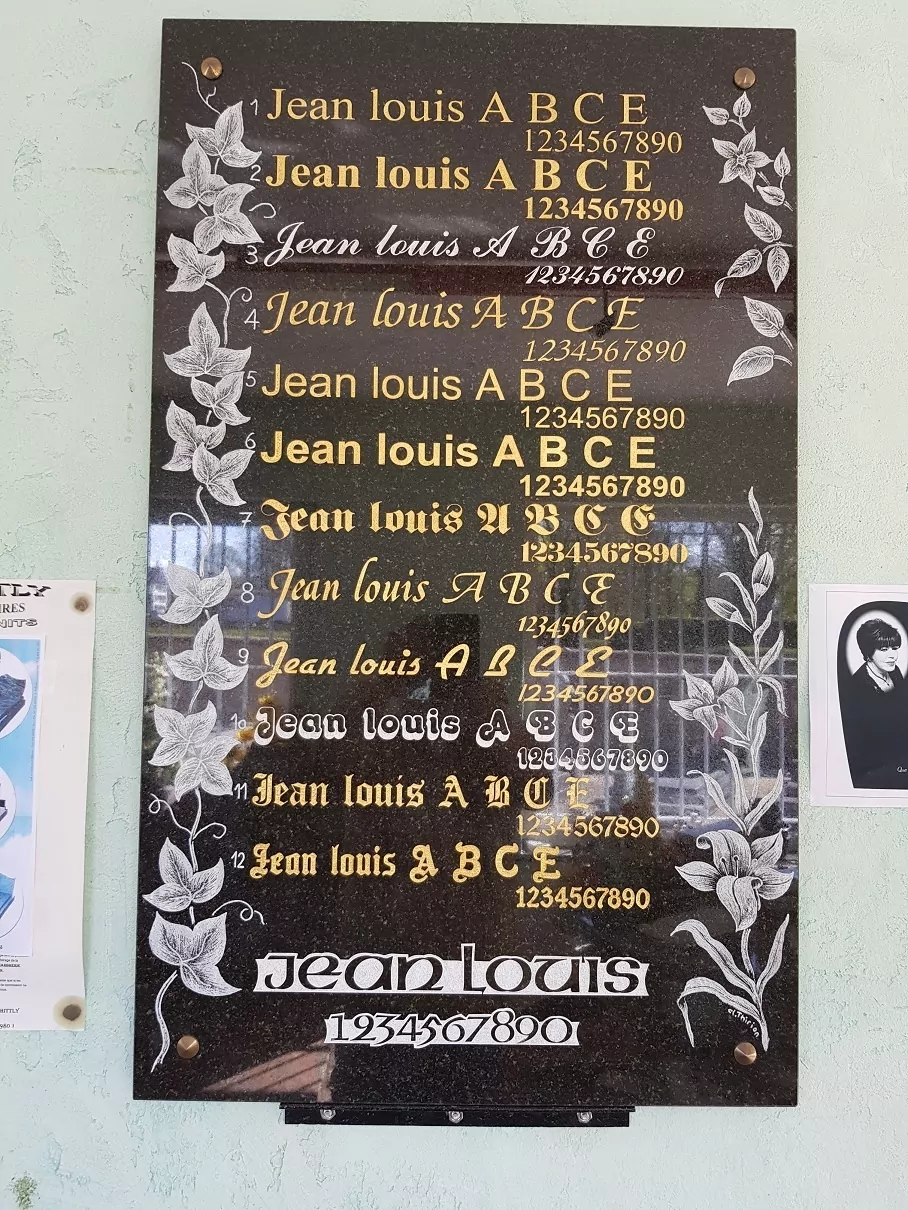 1 Jean louis A B C E
1234567890
2 Jean louis A B C E
1234567890
3 Jean louis A B C E
1234567890
4 Jean louis A B C E
1234567890
5 Jean louis A B C E
1234567890
6 Jean louis A B C E
1234567890
7 Jean louis A B C E
1234567890
8 Jean louis A B C E
1234567890
9 Jean louis A B C E
1234567890
10 Jean louis A B C E
1234567890
11 Jean louis A B C E
1234567890
12 Jean louis A B C E
1234567890
Jean Louis
1234567890